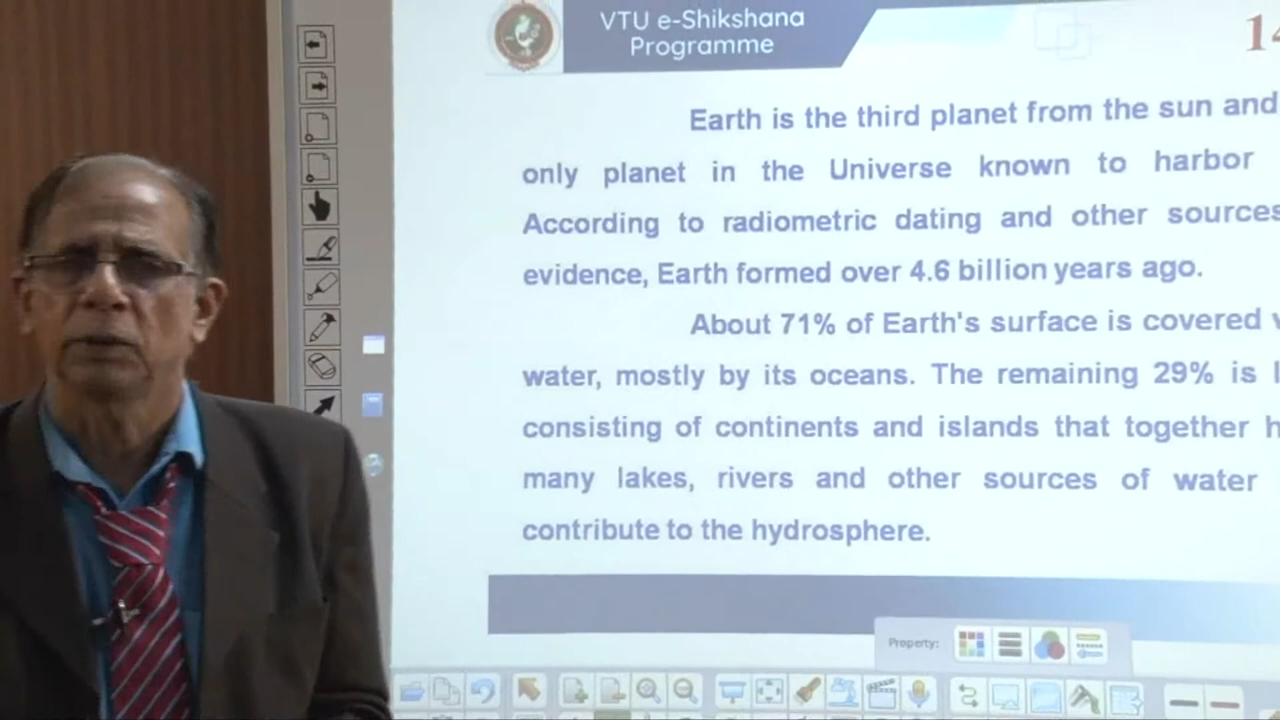 VTU e-Shikshana
Programme
14
Earth is the third planet from the sun and
only planet in the Universe known to harbor
According to radiometric dating and other sources
evidence, Earth formed over 4.6 billion years ago.
About 71% of Earth's surface is covered
water, mostly by its oceans. The remaining 29% is
consisting of continents and islands that together
many lakes, rivers and other sources of water
contribute to the hydrosphere.
Property: